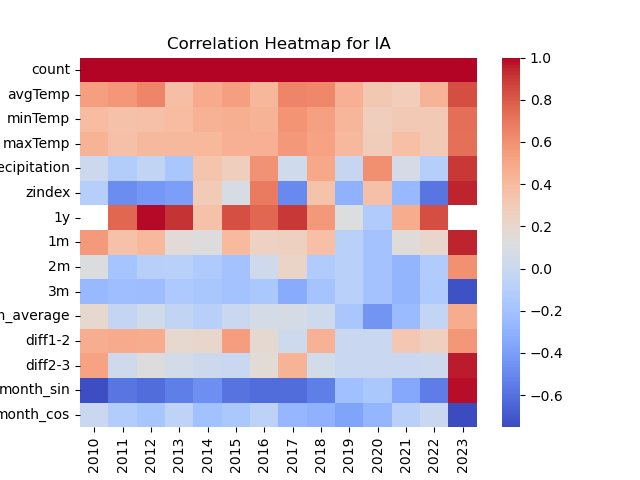 Correlation Heatmap for IA
count
avgTemp
minTemp
maxTemp
ecipitation
zindex
1y
1m
2m
3m
n_average
diff1-2
diff2-3
month_sin
month_cos
2010 2011 2012 2013 2014 2015 2016 2017 2018 2019 2020 2021 2022 2023
1.0
0.8
0.6
0.4
0.2
0.0
−0.2
−0.4
−0.6